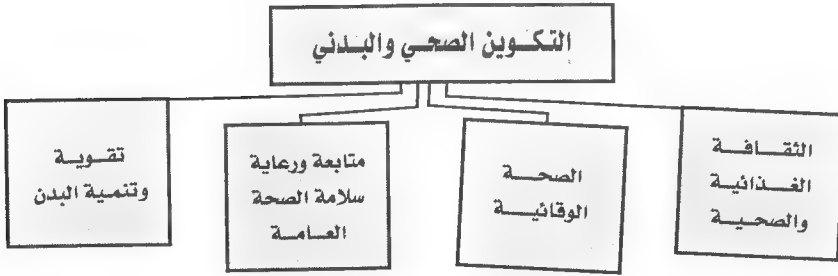 التكوين الصحي والبدني
الثقافة
الغذائية
والصحية
الصحة
الوقائية
متابعة ورعاية
سلامة الصحة
العامة
تقوية
وتنمية البدن